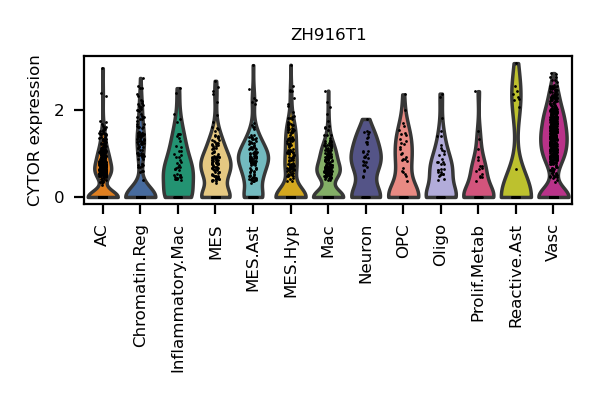 ZH916T1
CYTOR expression
2
0
AC
Chromatin.Reg
Inflammatory.Mac
MES
MES.Ast
MES.Hyp
Mac
Neuron
OPC
Oligo
Prolif.Metab
Reactive.Ast
Vasc